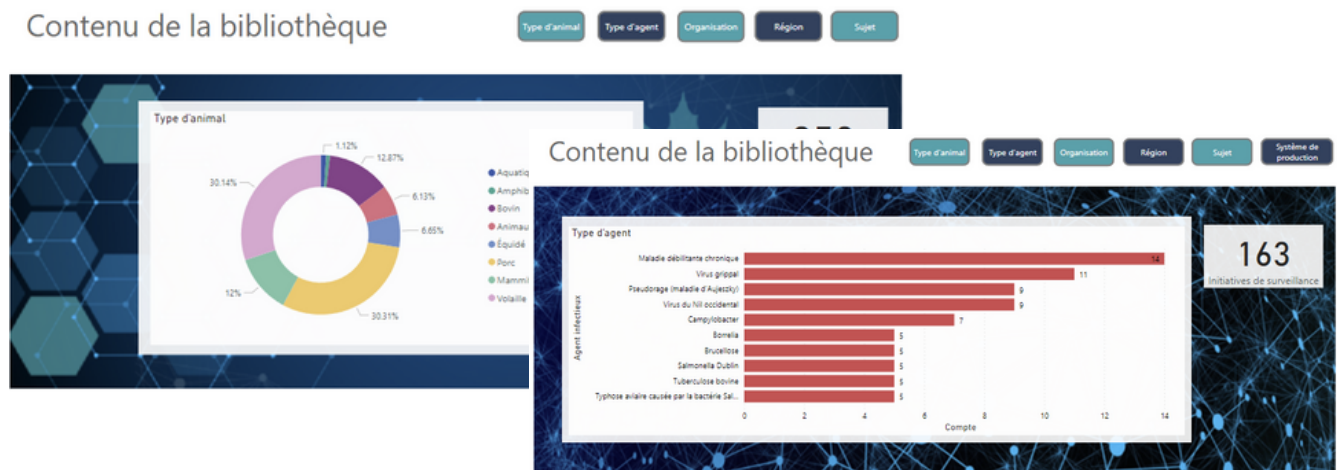 Contenu de la bibliothèque
Type d'animal
Type d'agent
Organisation
Région
Sujet
Type d'animal
1.12%
12.87%
6.13%
6.65%
30.31%
12%
30.14%
Bovin
Équidé
Porc
Volaille
Contenu de la bibliothèque
Type d'animal
Type d'agent
Organisation
Région
Sujet
Système de
production
Type d'agent
Agent infectieux
Maladie débilitante chronique
14
Virus grippal
11
Pseudorage (maladie d'Aujeszky)
9
Virus du Nil occidental
9
Campylobacter
7
5
Brucellose
5
Salmonella Dublin
5
Tuberculose bovine
5
Typhose aviaire causée par la bactérie Sal...
5
0 2 4 6 8 10 12 14
Compte
163
Initiatives de surveillance